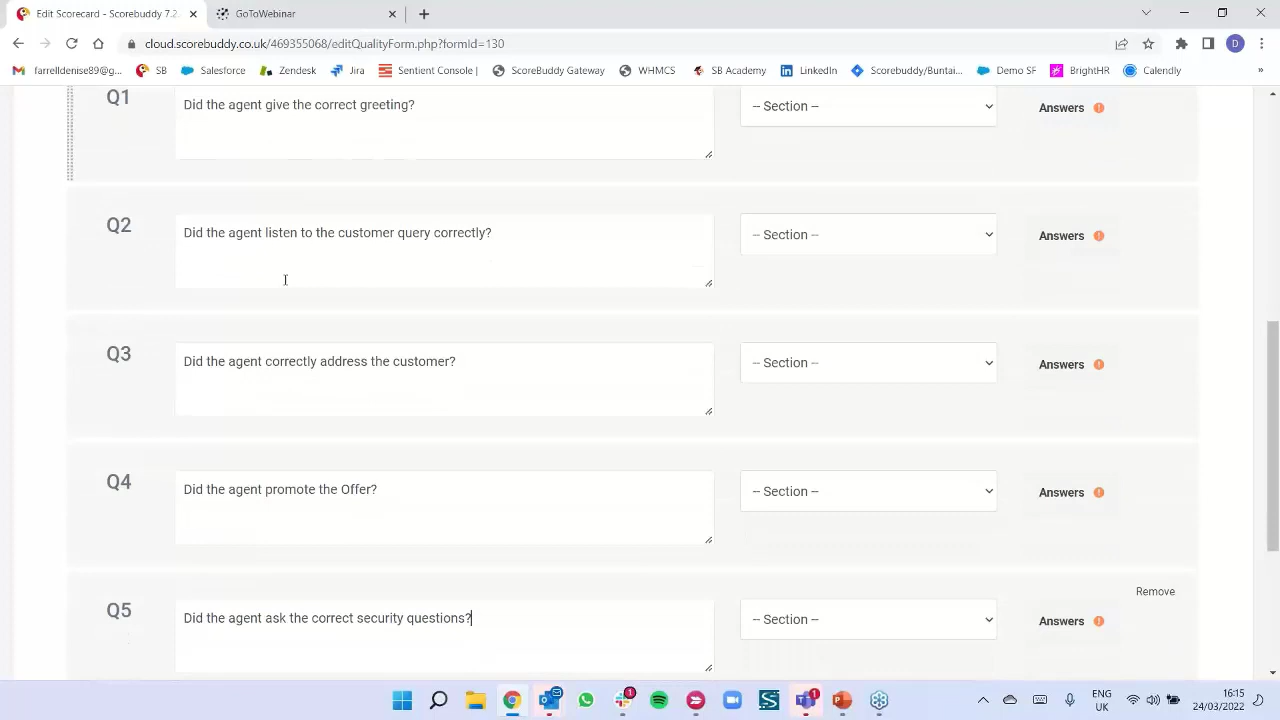 Edit Scorecard - Scorebuddy 7.2
GoToWebinar
cloud.scorebuddy.co.uk/469355068/editQualityForm.php?formId=130
farrelldenise89@g...
SB
Salesforce
Zendesk
Jira
Sentient Console |
ScoreBuddy Gateway
WHMCS
SB Academy
LinkedIn
Scorebuddy/Buntai...
Demo SF
BrightHR
Calendly
Q1
Did the agent give the correct greeting?
-- Section --
Answers
Q2
Did the agent listen to the customer query correctly?
-- Section --
Answers
Q3
Did the agent correctly address the customer?
-- Section --
Answers
Q4
Did the agent promote the Offer?
-- Section --
Answers
Remove
Q5
Did the agent ask the correct security questions?
-- Section --
Answers
ENG
UK
16:15
24/03/2022